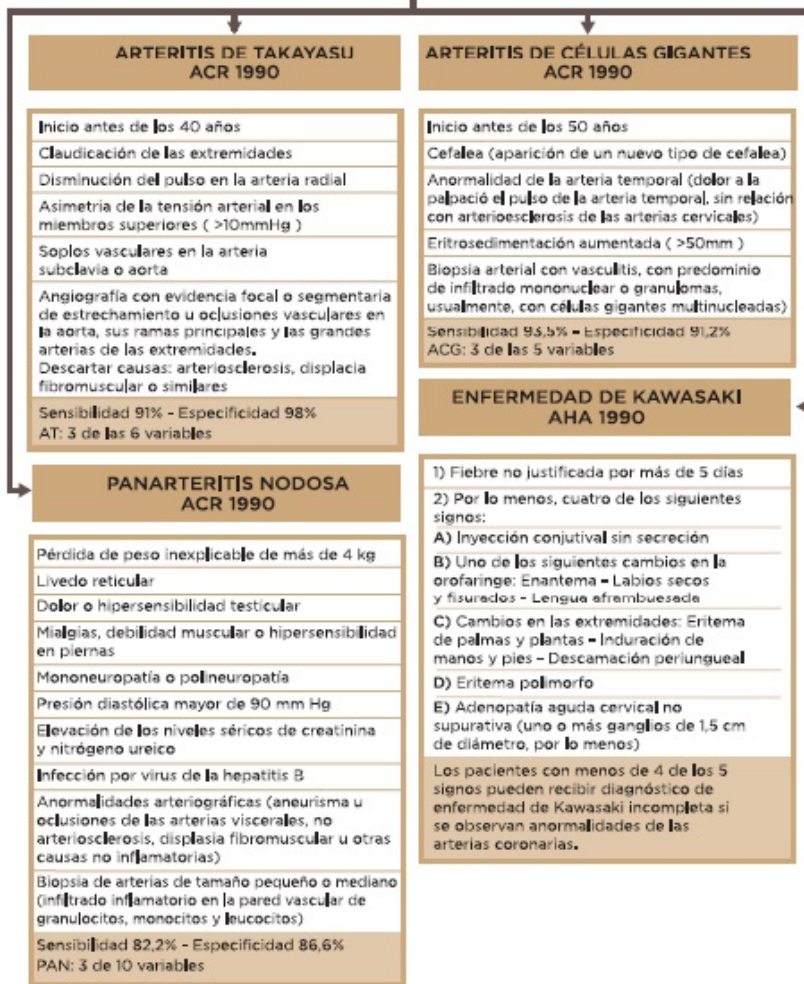 ARTERITIS DE TAKAYASU
ACR 1990
Inicio antes de los 40 años
Claudicación de las extremidades
Disminución del pulso en la arteria radial
Asimetria de la tensión arterial en los
miembros superiores ( >10mmHg )
Soplos vasculares en la arteria
subclavia o aorta
Angiografía con evidencia focal o segmentaria
de estrechamiento u oclusiones vasculares en
la aorta, sus ramas principales y las grandes
arterias de las extremidades.
Descartar causas: arteriosclerosis, displacia
fibromuscular o similares
Sensibilidad 91% - Especificidad 98%
AT: 3 de las 6 variables
PANARTERITIS NODOSA
ACR 1990
Pérdida de peso inexplicable de más de 4 kg
Livedo reticular
Dolor o hipersensibilidad testicular
Mialgias, debilidad muscular o hipersensibilidad
en piernas
Mononeuropatía o polineuropatía
Presión diastólica mayor de 90 mm Hg
Elevación de los niveles séricos de creatinina
y nitrógeno ureico
Infección por virus de la hepatitis B
Anormalidades arteriográficas (aneurisma u
oclusiones de las arterias viscerales, no
arteriosclerosis, displasia fibromuscular u otras
causas no inflamatorias)
Biopsia de arterias de tamaño pequeño o mediano
(infiltrado inflamatorio en la pared vascular de
granulocitos, monocitos y leucocitos)
Sensibilidad 82,2% - Especificidad 86,6%
PAN: 3 de 10 variables
ARTERITIS DE CÉLULAS GIGANTES
ACR 1990
Inicio antes de los 50 años
Cefalea (aparición de un nuevo tipo de cefalea)
Anormalidad de la arteria temporal (dolor a la
palpació el pulso de la arteria temporal, sin relación
con arterioesclerosis de las arterias cervicales)
Eritrosedimentación aumentada ( >50mm )
Biopsia arterial con vasculitis, con predominio
de infiltrado mononuclear o granulomas,
usualmente, con células gigantes multinucleadas)
Sensibilidad 93,5% - Especificidad 91,2%
ACG: 3 de las 5 variables
ENFERMEDAD DE KAWASAKI
AHA 1990
1) Fiebre no justificada por más de 5 días
2) Por lo menos, cuatro de los siguientes
signos:
A) Inyección conjutival sin secreción
B) Uno de los siguientes cambios en la
orofaringe: Enantema – Labios secos
y fisurados – Lengua aframbuesada
C) Cambios en las extremidades: Eritema
de palmas y plantas – Induración de
manos y pies – Descamación periungueal
D) Eritema polimorfo
E) Adenopatía aguda cervical no
supurativa (uno o más ganglios de 1,5 cm
de diámetro, por lo menos)
Los pacientes con menos de 4 de los 5
signos pueden recibir diagnóstico de
enfermedad de Kawasaki incompleta si
se observan anormalidades de las
arterias coronarias.